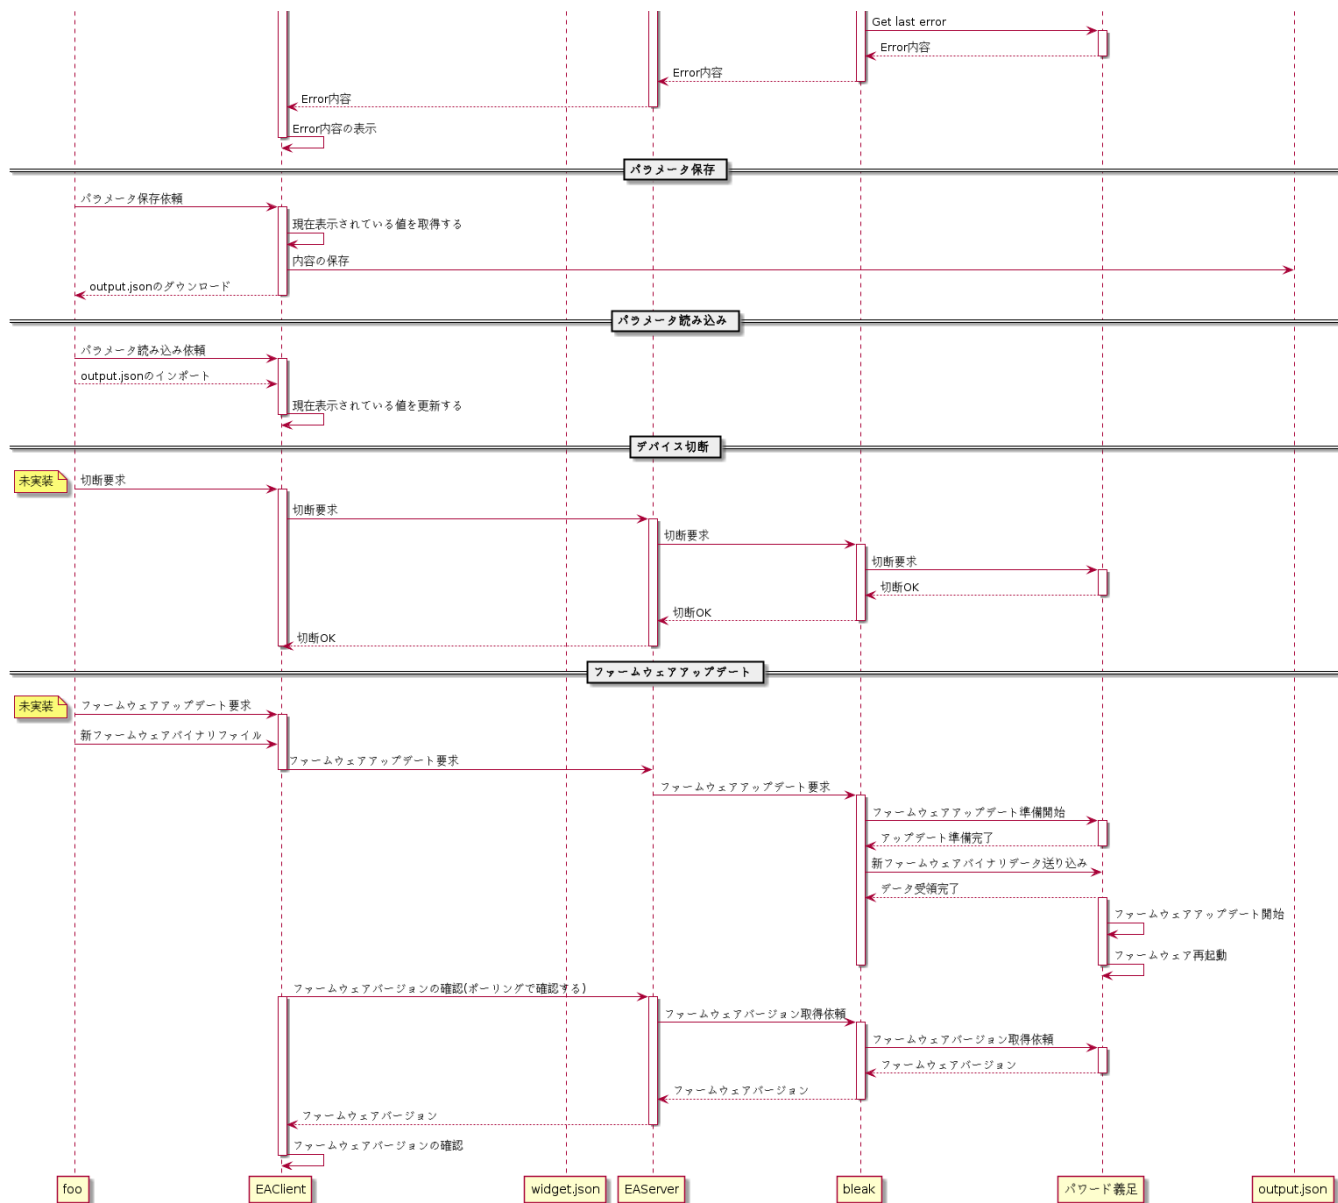 Get last error
Error内容
Error内容
Error内容
Error内容の表示
パラメータ保存
パラメータ保存依頼
現在表示されている値を取得する
内容の保存
output.jsonのダウンロード
パラメータ読み込み
パラメータ読み込み依頼
output.jsonのインポート
現在表示されている値を更新する
デバイス切断
未実装
切断要求
切断要求
切断要求
切断要求
切断OK
切断OK
切断OK
ファームウェアアップデート
未実装
ファームウェアアップデート要求
新ファームウェアバイナリファイル
ファームウェアアップデート要求
ファームウェアアップデート要求
ファームウェアアップデート準備開始
アップデート準備完了
新ファームウェアバイナリデータ送り込み
データ受領完了
ファームウェアアップデート開始
ファームウェア再起動
ファームウェアバージョンの確認(ポーリングで確認する)
ファームウェアバージョン取得依頼
ファームウェアバージョン取得依頼
ファームウェアバージョン
ファームウェアバージョン
ファームウェアバージョン
ファームウェアバージョンの確認
foo
EAClient
widget.json
EAServer
bleak
パワード義足
output.json